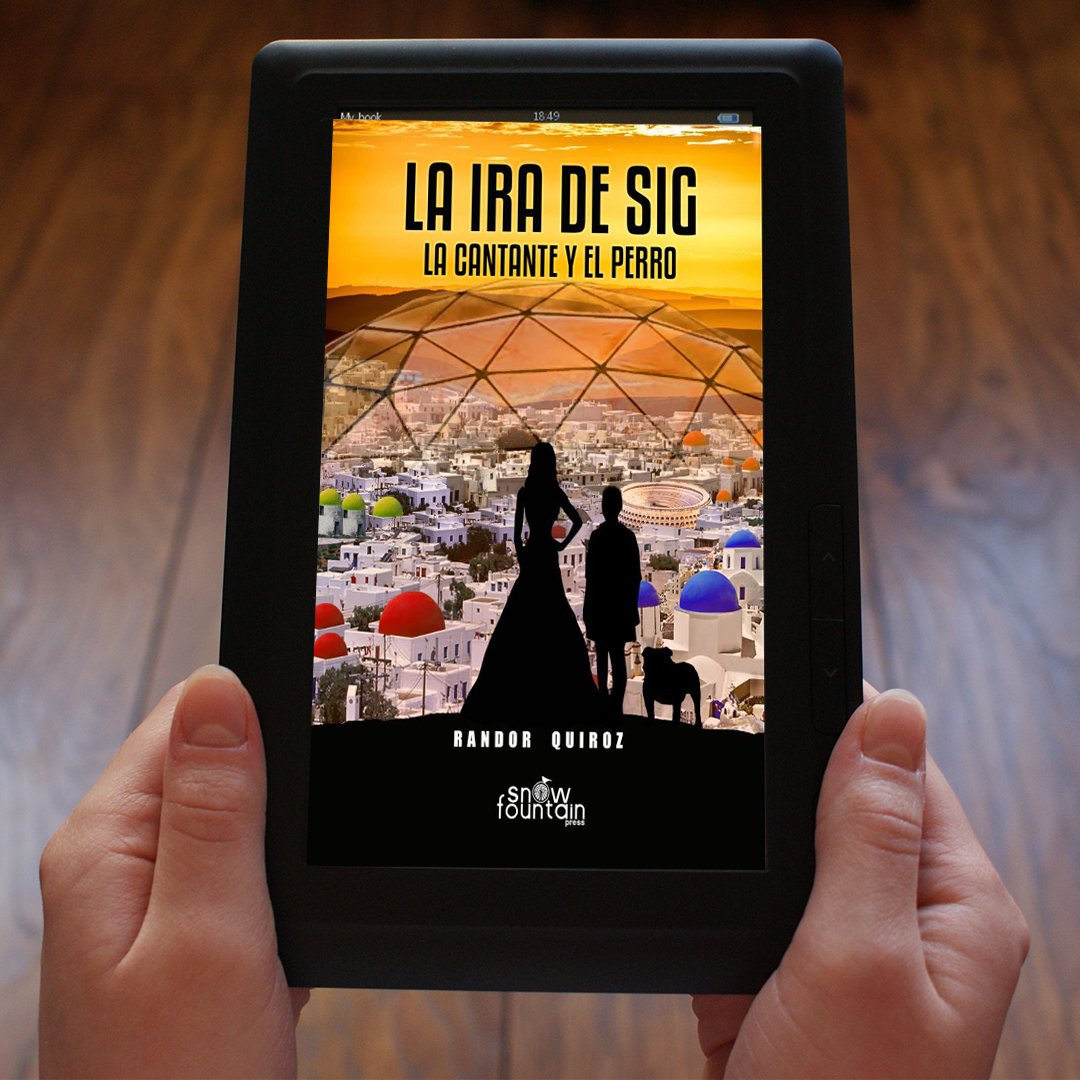 My book 18:49
LA IRA DE SIG
LA CANTANTE Y EL PERRO
RANDOR QUIROZ
snow
fountain
press